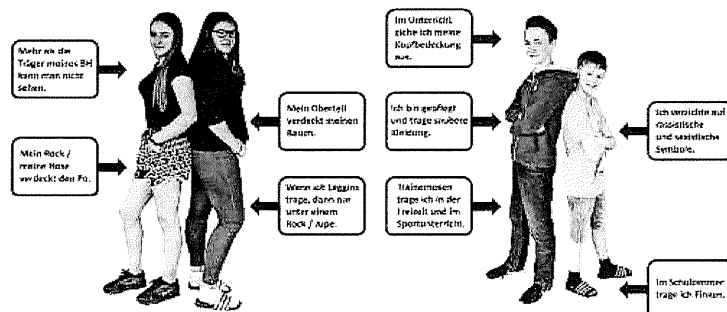 Mehr als die
Träger meines BH
kann man nicht
sehen.
Mein Rock /
meine Hose
verdeckt den Po.
Mein Oberteil
verdeckt meinen
Bauch.
Wenn ich Leggins
trage, dann nur
unter einem
Rock / Jupe.
Im Unterricht
ziehe ich meine
Kopfbedeckung
aus.
Ich bin gepflegt
und trage saubere
Kleidung.
Trainerhosen
trage ich in der
Freizeit und im
Sportunterricht.
Ich verzichte auf
rassistische
und sexistische
Symbole.
Im Schulzimmer
trage ich Finken.